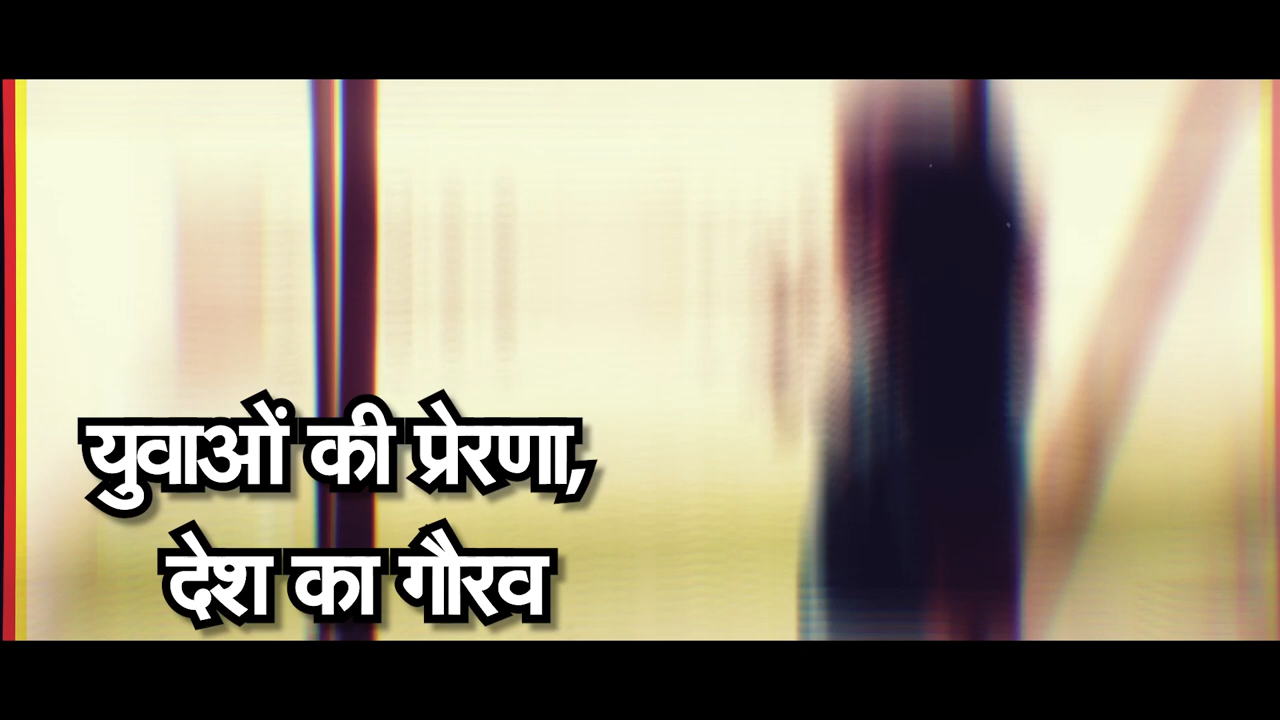 युवाओं की प्रेरणा,
देश का गौरव